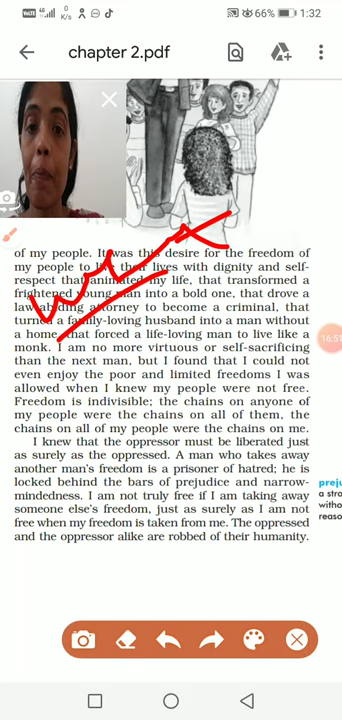 VoLTE 4G 0 K/s 66% 1:32
chapter 2.pdf
of my people. It was this desire for the freedom of
my people to live their lives with dignity and self-
respect that animated my life, that transformed a
frightened young man into a bold one, that drove a
law-abiding attorney to become a criminal, that
turned a family-loving husband into a man without
a home, that forced a life-loving man to live like a
monk. I am no more virtuous or self-sacrificing
than the next man, but I found that I could not
even enjoy the poor and limited freedoms I was
allowed when I knew my people were not free.
Freedom is indivisible; the chains on anyone of
my people were the chains on all of them, the
chains on all of my people were the chains on me.
I knew that the oppressor must be liberated just
as surely as the oppressed. A man who takes away
another man's freedom is a prisoner of hatred; he is
locked behind the bars of prejudice and narrow-
mindedness. I am not truly free if I am taking away
someone else's freedom, just as surely as I am not
free when my freedom is taken from me. The oppressed
and the oppressor alike are robbed of their humanity.
16:51
preju
a stro
witho
reaso